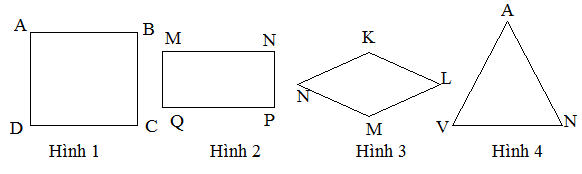 A B M N K A
N L
D C Q P M V N
Hình 1 Hình 2 Hình 3 Hình 4